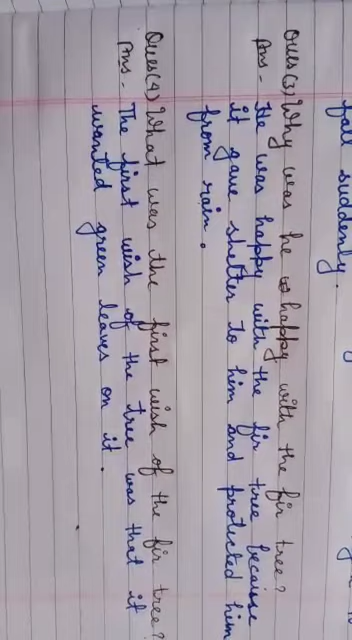 fall suddenly.
Ques(3) Why was he happy with the fir tree?
Ans - He was happy with the fir tree because
it gave shelter to him and protected him
from rain.
Ques(4) What was the first wish of the fir tree?
Ans - The first wish of the tree was that it
wanted green leaves on it.